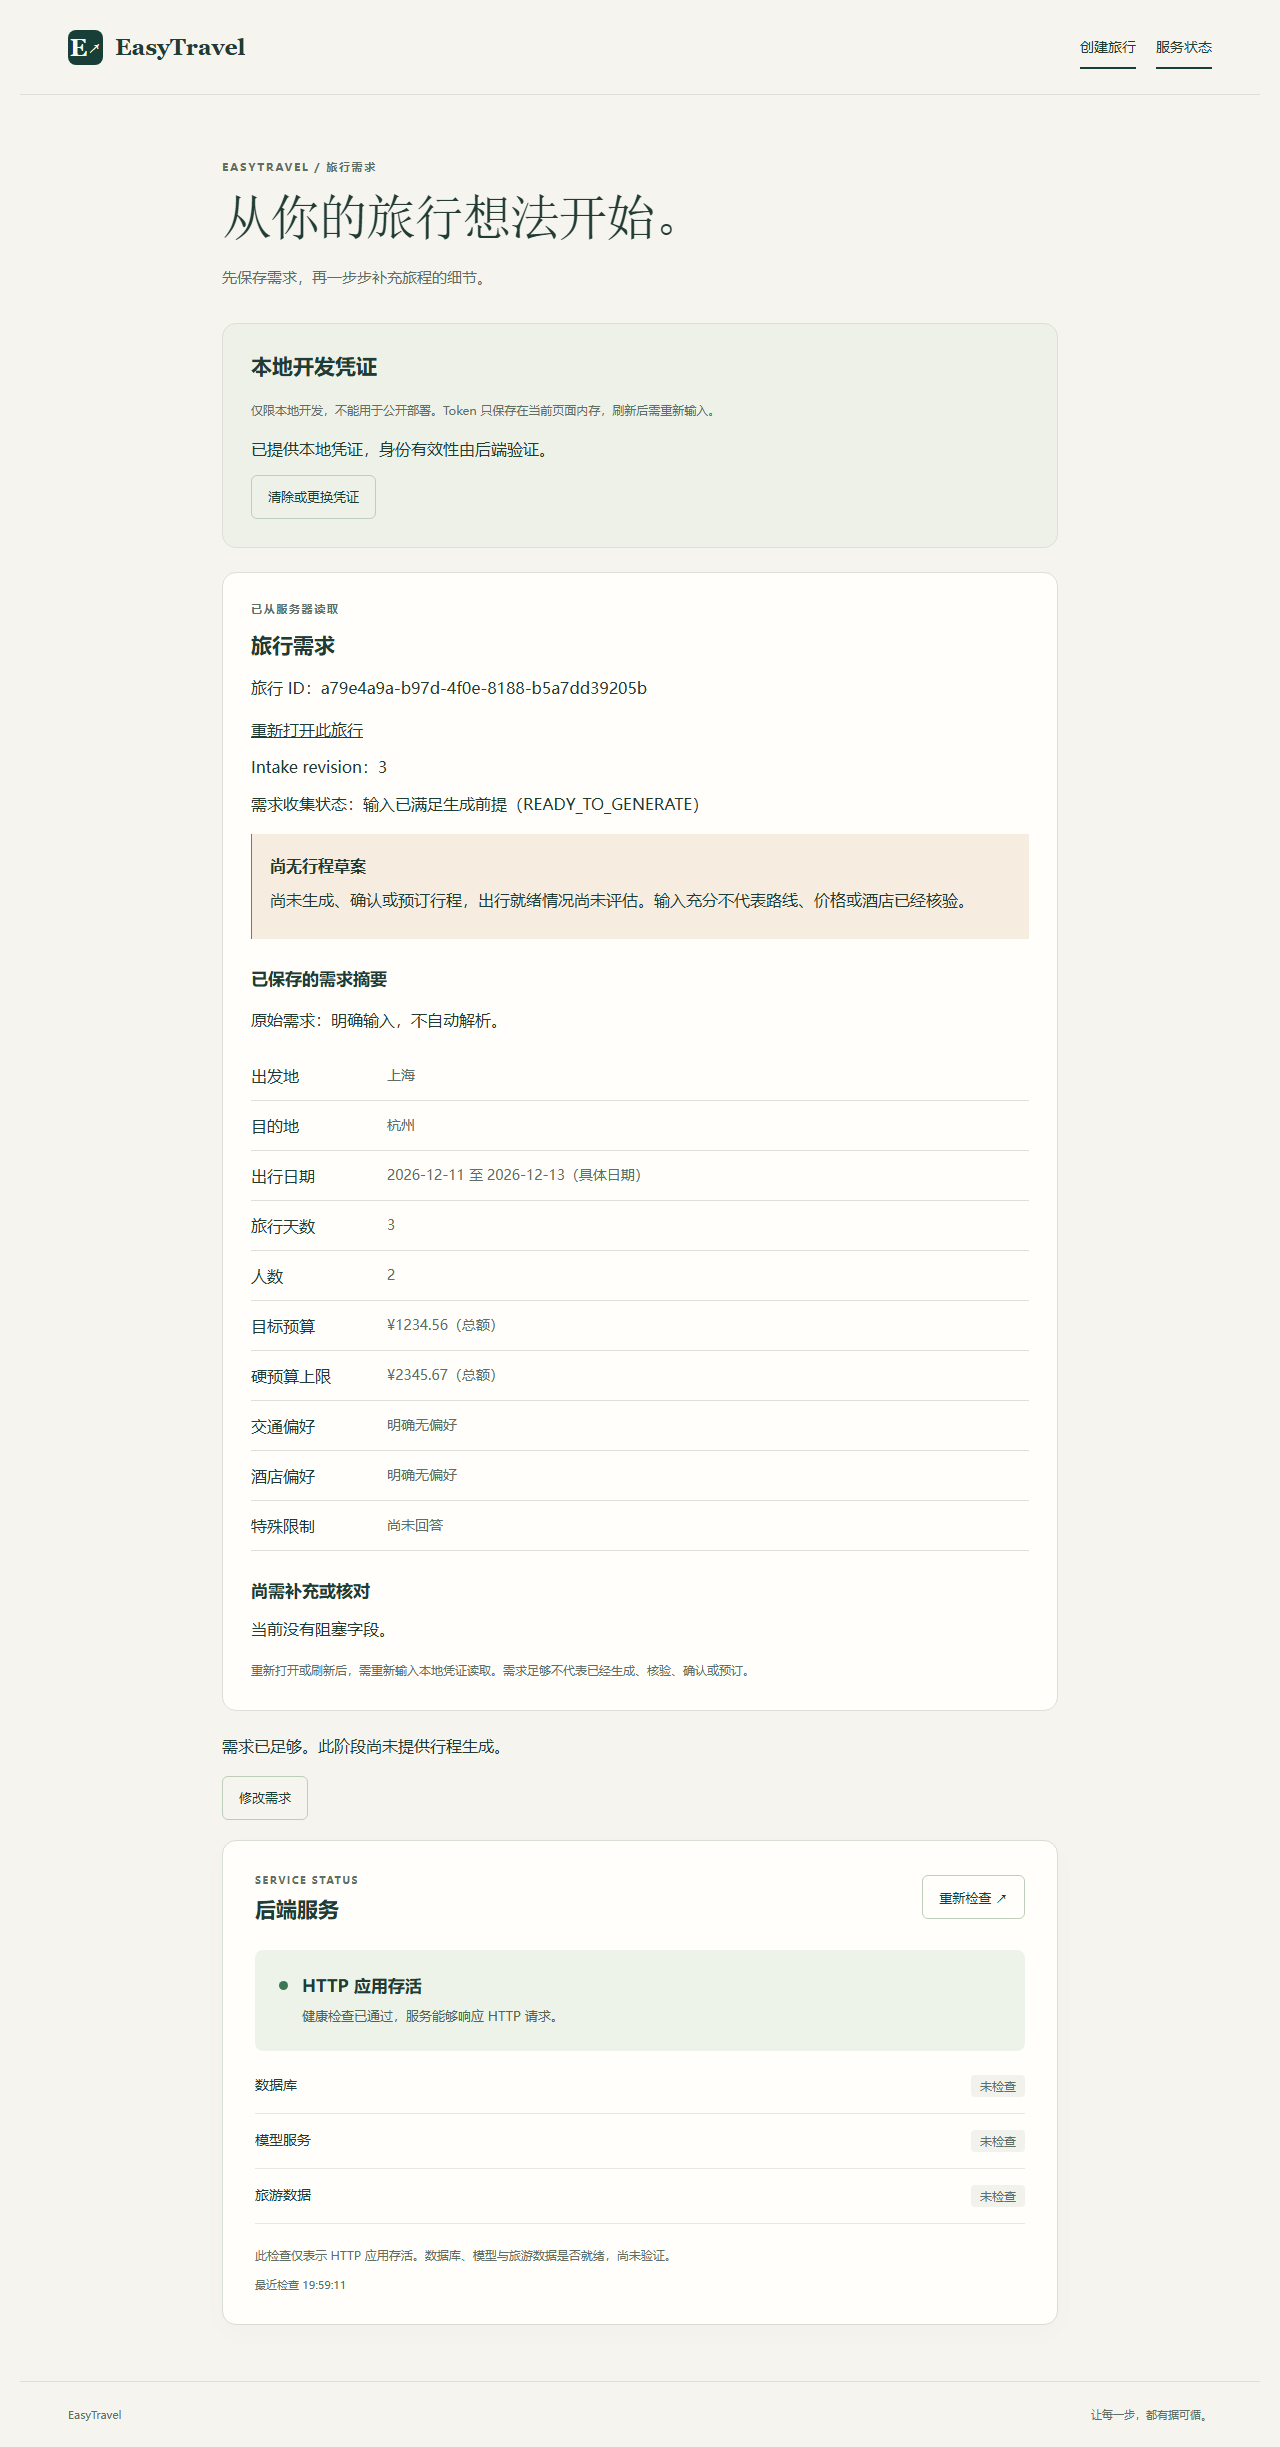 E↗ EasyTravel
创建旅行 服务状态
EASYTRAVEL / 旅行需求
从你的旅行想法开始。
先保存需求，再一步步补充旅程的细节。
本地开发凭证
仅限本地开发，不能用于公开部署。Token 只保存在当前页面内存，刷新后需重新输入。
已提供本地凭证，身份有效性由后端验证。
清除或更换凭证
已从服务器读取
旅行需求
旅行 ID：a79e4a9a-b97d-4f0e-8188-b5a7dd39205b
重新打开此旅行
Intake revision：3
需求收集状态：输入已满足生成前提（READY_TO_GENERATE）
尚无行程草案
尚未生成、确认或预订行程，出行就绪情况尚未评估。输入充分不代表路线、价格或酒店已经核验。
已保存的需求摘要
原始需求：明确输入，不自动解析。
出发地 上海
目的地 杭州
出行日期 2026-12-11 至 2026-12-13（具体日期）
旅行天数 3
人数 2
目标预算 ¥1234.56（总额）
硬预算上限 ¥2345.67（总额）
交通偏好 明确无偏好
酒店偏好 明确无偏好
特殊限制 尚未回答
尚需补充或核对
当前没有阻塞字段。
重新打开或刷新后，需重新输入本地凭证读取。需求足够不代表已经生成、核验、确认或预订。
需求已足够。此阶段尚未提供行程生成。
修改需求
SERVICE STATUS
后端服务
重新检查 ↗
HTTP 应用存活
健康检查已通过，服务能够响应 HTTP 请求。
数据库 未检查
模型服务 未检查
旅游数据 未检查
此检查仅表示 HTTP 应用存活。数据库、模型与旅游数据是否就绪，尚未验证。
最近检查 19:59:11
EasyTravel
让每一步，都有据可循。